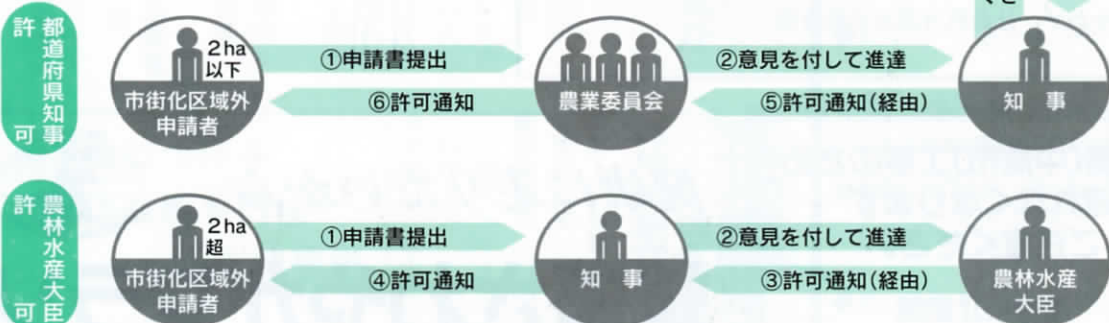 くさ
都道府県知事
許可
2ha
以下
市街化区域外
申請者
①申請書提出
⑥許可通知
農業委員会
②意見を付して進達
⑤許可通知(経由)
知 事
農林水産大臣
許可
2ha
超
市街化区域外
申請者
①申請書提出
④許可通知
知 事
②意見を付して進達
③許可通知(経由)
農林水産
大臣